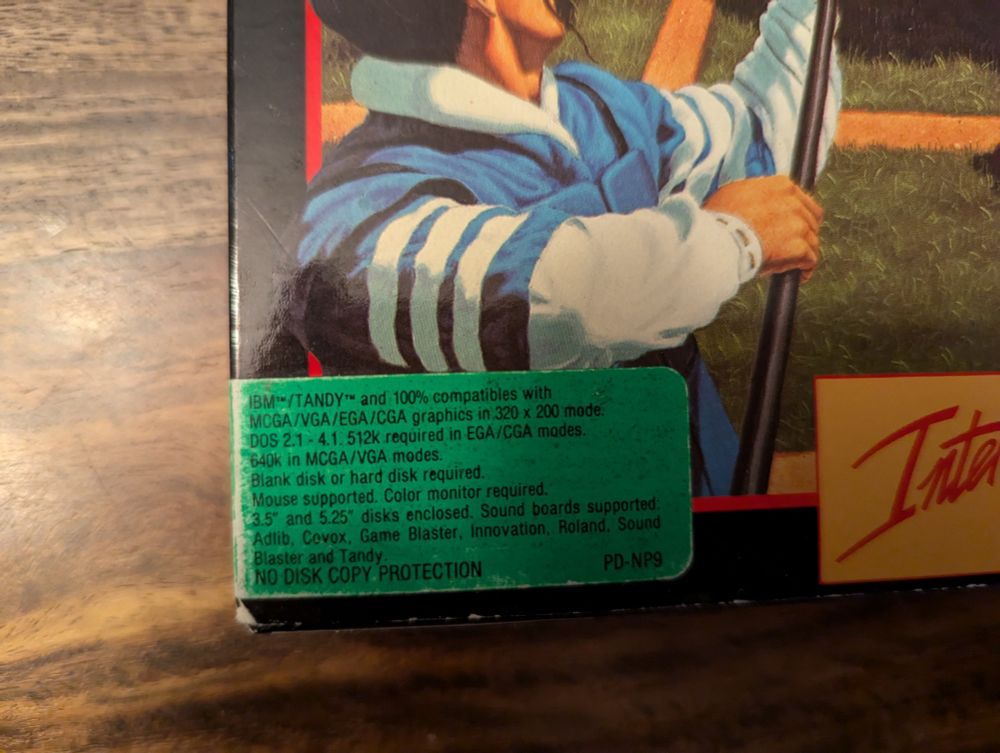 IBM™/TANDY™ and 100% compatibles with
MCGA/VGA/EGA/CGA graphics in 320 x 200 mode.
DOS 2.1 - 4.1. 512k required in EGA/CGA modes.
640k in MCGA/VGA modes.
Blank disk or hard disk required.
Mouse supported. Color monitor required.
3.5" and 5.25" disks enclosed. Sound boards supported:
Adlib, Covox, Game Blaster, Innovation, Roland, Sound
Blaster and Tandy.
NO DISK COPY PROTECTION PD-NP9
Inte